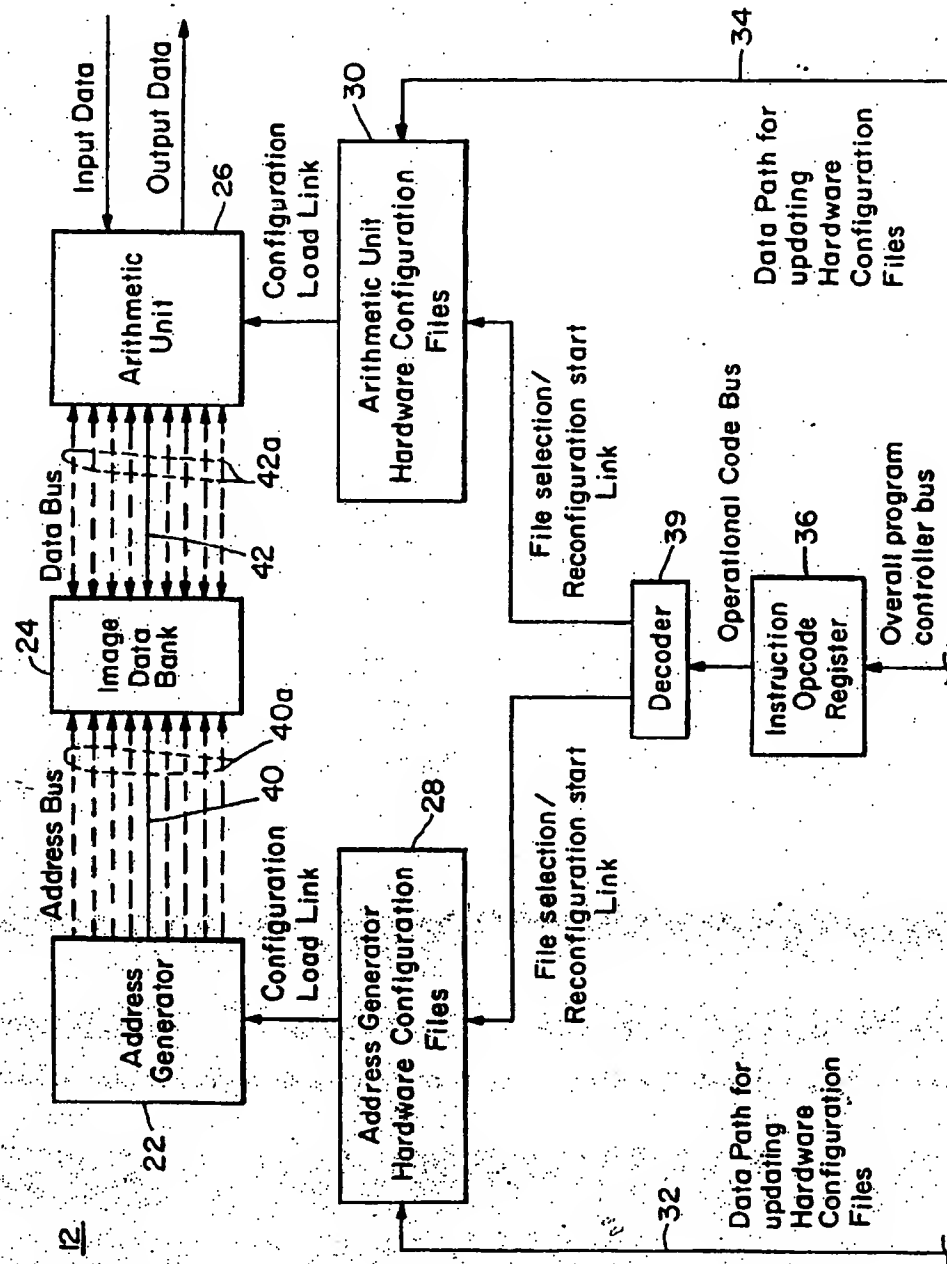 12
22
Address
Generator
Address Bus
40
40a
24
Image
Data
Bank
Data Bus
42
42a
Arithmetic
Unit
26
Input Data
Output Data
Configuration
Load Link
Configuration
Load Link
28
Address Generator
Hardware Configuration
Files
30
Arithmetic Unit
Hardware Configuration
Files
File selection/
Reconfiguration start
Link
File selection/
Reconfiguration start
Link
39
Decoder
Operational Code Bus
36
Instruction
Opcode
Register
Overall program
controller bus
32
Data Path for
updating
Hardware
Configuration
Files
34
Data Path for
updating
Hardware
Configuration
Files